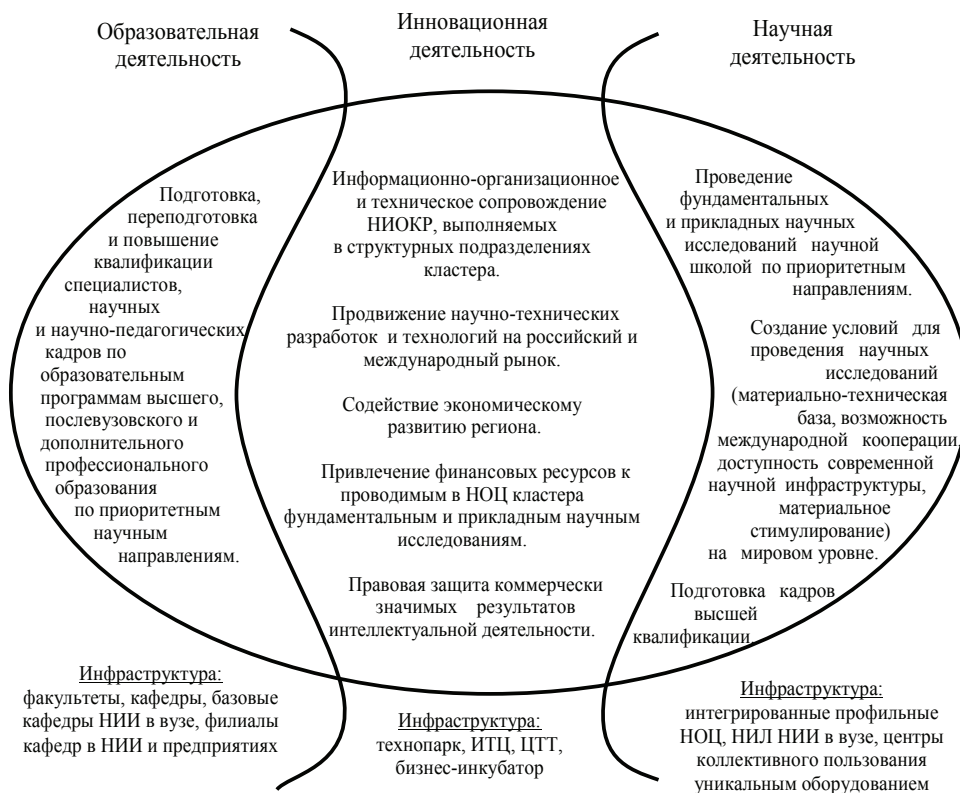 Образовательная
деятельность
Инновационная
деятельность
Научная
деятельность
Подготовка,
переподготовка
и повышение
квалификации
специалистов,
научных
и научно-педагогических
кадров по
образовательным
программам высшего,
послевузовского и
дополнительного
профессионального
образования
по приоритетным
научным
направлениям.
Информационно-организационное
и техническое сопровождение
НИОКР, выполняемых
в структурных подразделениях
кластера.
Продвижение научно-технических
разработок и технологий на российский и
международный рынок.
Содействие экономическому
развитию региона.
Привлечение финансовых ресурсов к
проводимым в НОЦ кластера
фундаментальным и прикладным научным
исследованиям.
Правовая защита коммерчески
значимых результатов
интеллектуальной деятельности.
Проведение
фундаментальных
и прикладных научных
исследований научной
школой по приоритетным
направлениям.
Создание условий для
проведения научных
исследований
(материально-техническая
база, возможность
международной кооперации,
доступность современной
научной инфраструктуры,
материальное
стимулирование)
на мировом уровне.
Подготовка кадров
высшей
квалификации.
Инфраструктура:
факультеты, кафедры, базовые
кафедры НИИ в вузе, филиалы
кафедр в НИИ и предприятиях
Инфраструктура:
технопарк, ИТЦ, ЦТТ,
бизнес-инкубатор
Инфраструктура:
интегрированные профильные
НОЦ, НИЛ НИИ в вузе, центры
коллективного пользования
уникальным оборудованием